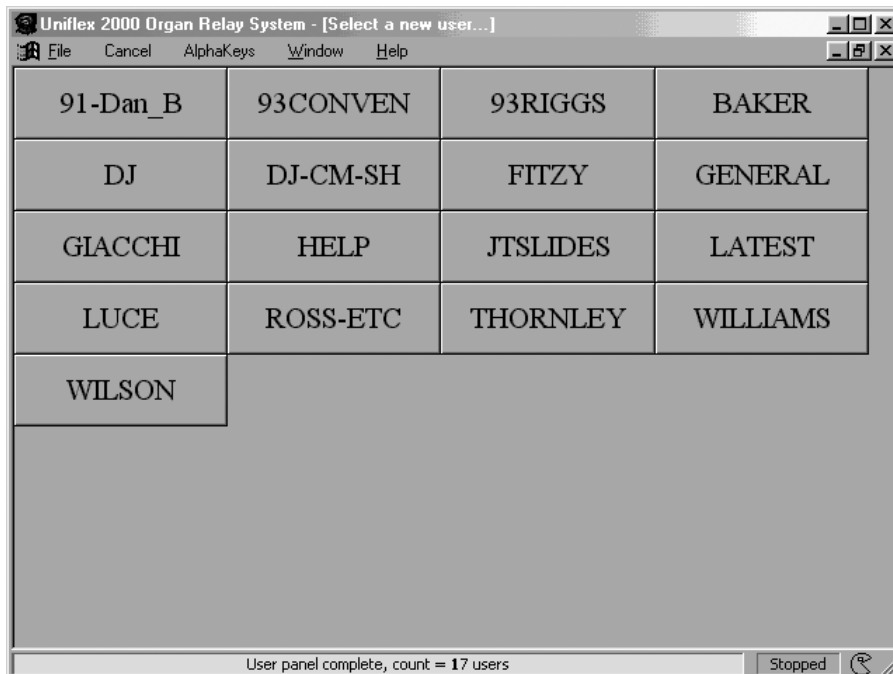 Uniflex 2000 Organ Relay System - [Select a new user...]
File Cancel AlphaKeys Window Help
91-Dan_B 93CONVEN 93RIGGS BAKER
DJ DJ-CM-SH FITZY GENERAL
GIACCHI HELP JTSLIDES LATEST
LUCE ROSS-ETC THORNLEY WILLIAMS
WILSON
User panel complete, count = 17 users Stopped